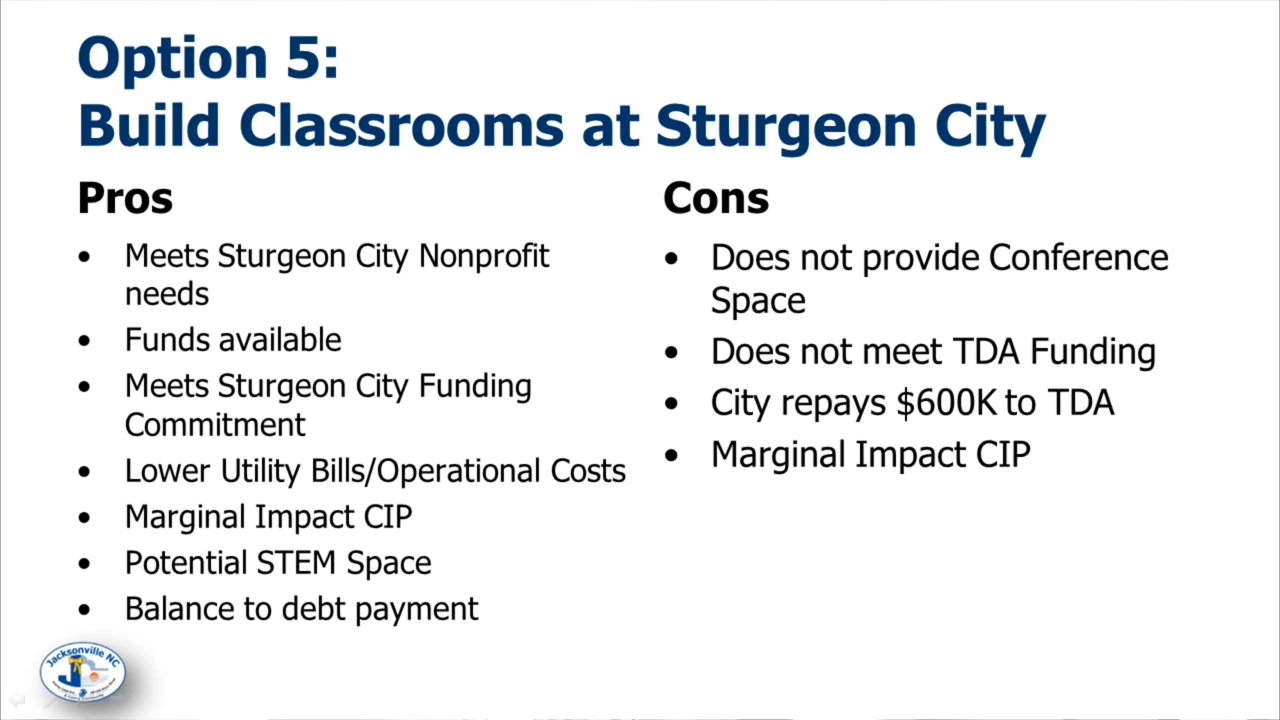 Option 5:
Build Classrooms at Sturgeon City
Pros
• Meets Sturgeon City Nonprofit
needs
• Funds available
• Meets Sturgeon City Funding
Commitment
• Lower Utility Bills/Operational Costs
• Marginal Impact CIP
• Potential STEM Space
• Balance to debt payment
Cons
• Does not provide Conference
Space
• Does not meet TDA Funding
• City repays $600K to TDA
• Marginal Impact CIP
Jacksonville NC